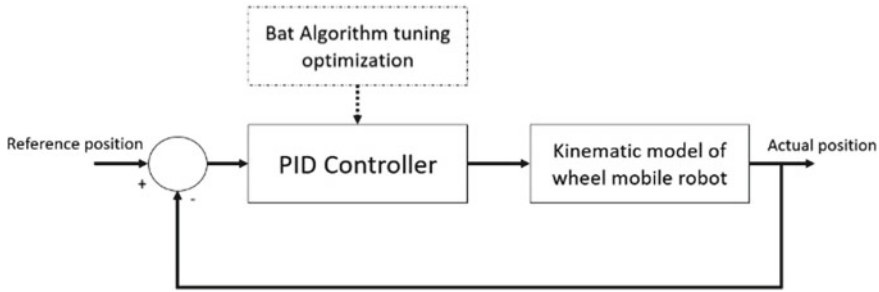 Bat Algorithm tuning
optimization
Reference position
+
-
PID Controller
Kinematic model of
wheel mobile robot
Actual position